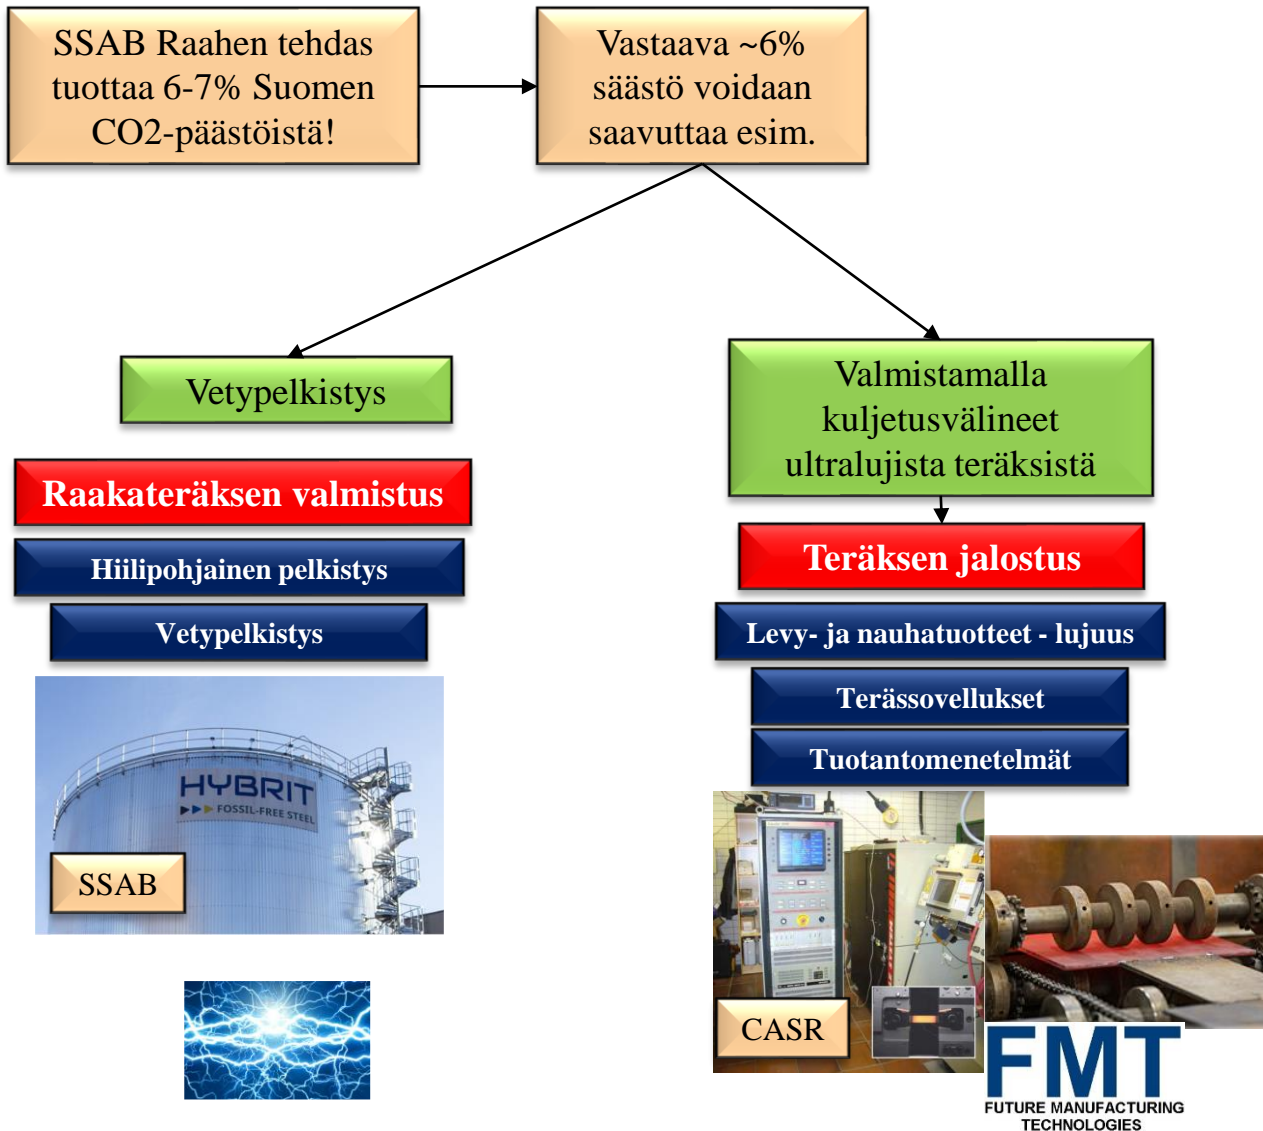 SSAB Raahen tehdas
tuottaa 6-7% Suomen
CO2-päästöistä!
Vastaava ~6%
säästö voidaan
saavuttaa esim.
Vetypelkistys
Raakateräksen valmistus
Hiilipohjainen pelkistys
Vetypelkistys
HYBRIT
FOSSIL-FREE STEEL
SSAB
Valmistamalla
kuljetusvälineet
ultralujista teräksistä
Teräksen jalostus
Levy- ja nauhatuotteet - lujuus
Terässovellukset
Tuotantomenetelmät
CASR
FMT
FUTURE MANUFACTURING
TECHNOLOGIES